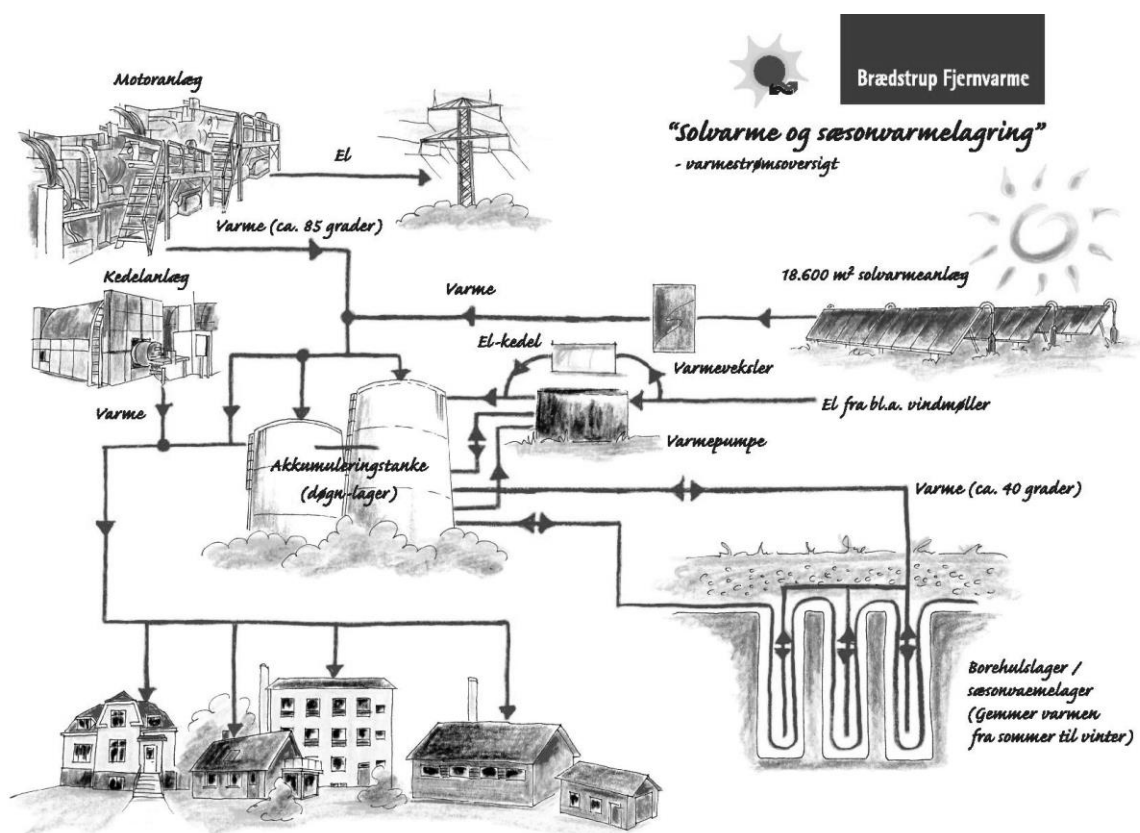 Brædstrup Fjernvarme
"Solvarme og sæsonvarmelagring"
- varmestrømsoversigt
Motoranlæg
El
Varme (ca. 85 grader)
Kedelanlæg
Varme
18.600 m² solvarmeanlæg
El-kedel
Varmeveksler
Varme
El fra bl.a. vindmøller
Varmepumpe
Akkumuleringstanke
(døgn-lager)
Varme (ca. 40 grader)
Borehulslager /
sæsonvaemelager
(Gemmer varmen
fra sommer til vinter)